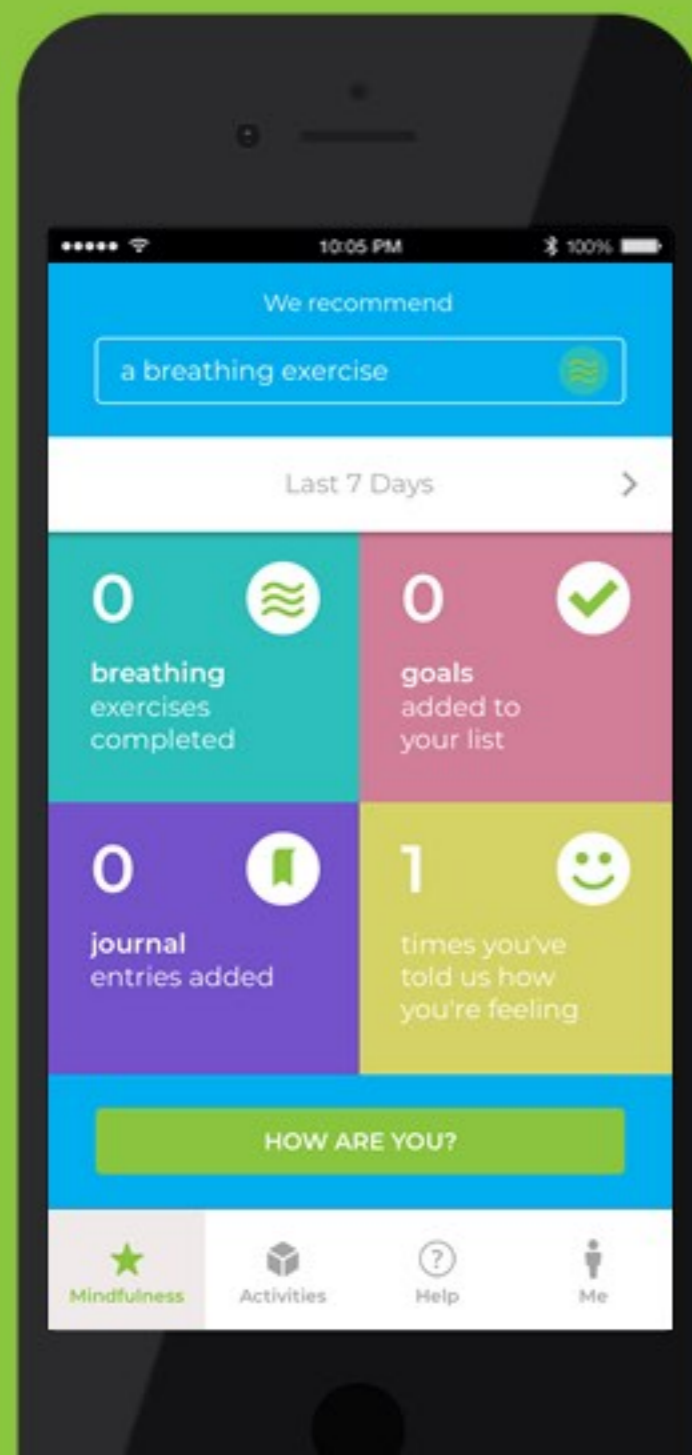 10:05 PM
100%
We recommend
a breathing exercise
Last 7 Days
0
breathing
exercises
completed
0
goals
added to
your list
0
journal
entries added
1
times you've
told us how
you're feeling
HOW ARE YOU?
Mindfulness
Activities
Help
Me